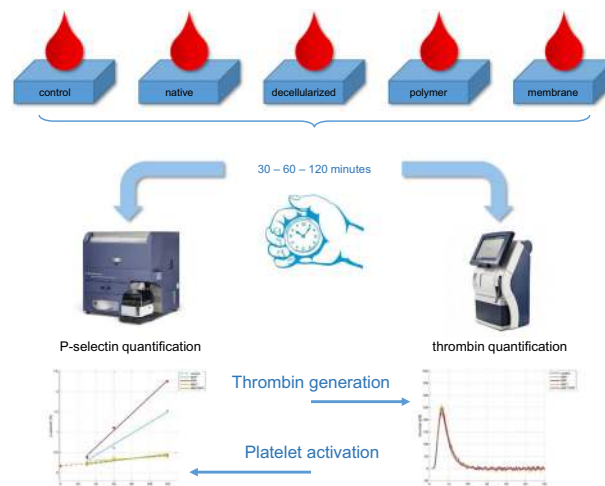 control
native
decellularized
polymer
membrane
30 – 60 – 120 minutes
P-selectin quantification
thrombin quantification
Thrombin generation
Platelet activation